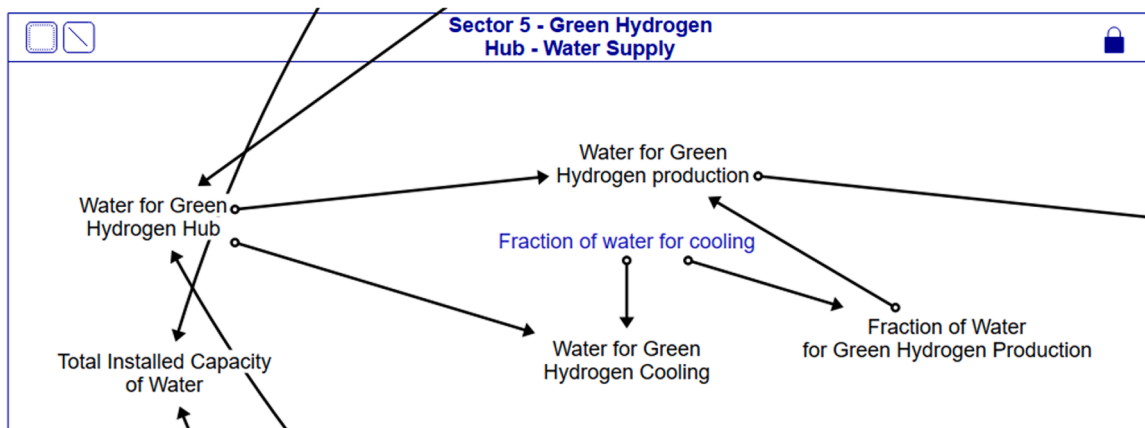 Sector 5 - Green Hydrogen
Hub - Water Supply
Water for Green
Hydrogen production
Water for Green
Hydrogen Hub
Fraction of water for cooling
Fraction of Water
for Green Hydrogen Production
Water for Green
Hydrogen Cooling
Total Installed Capacity
of Water